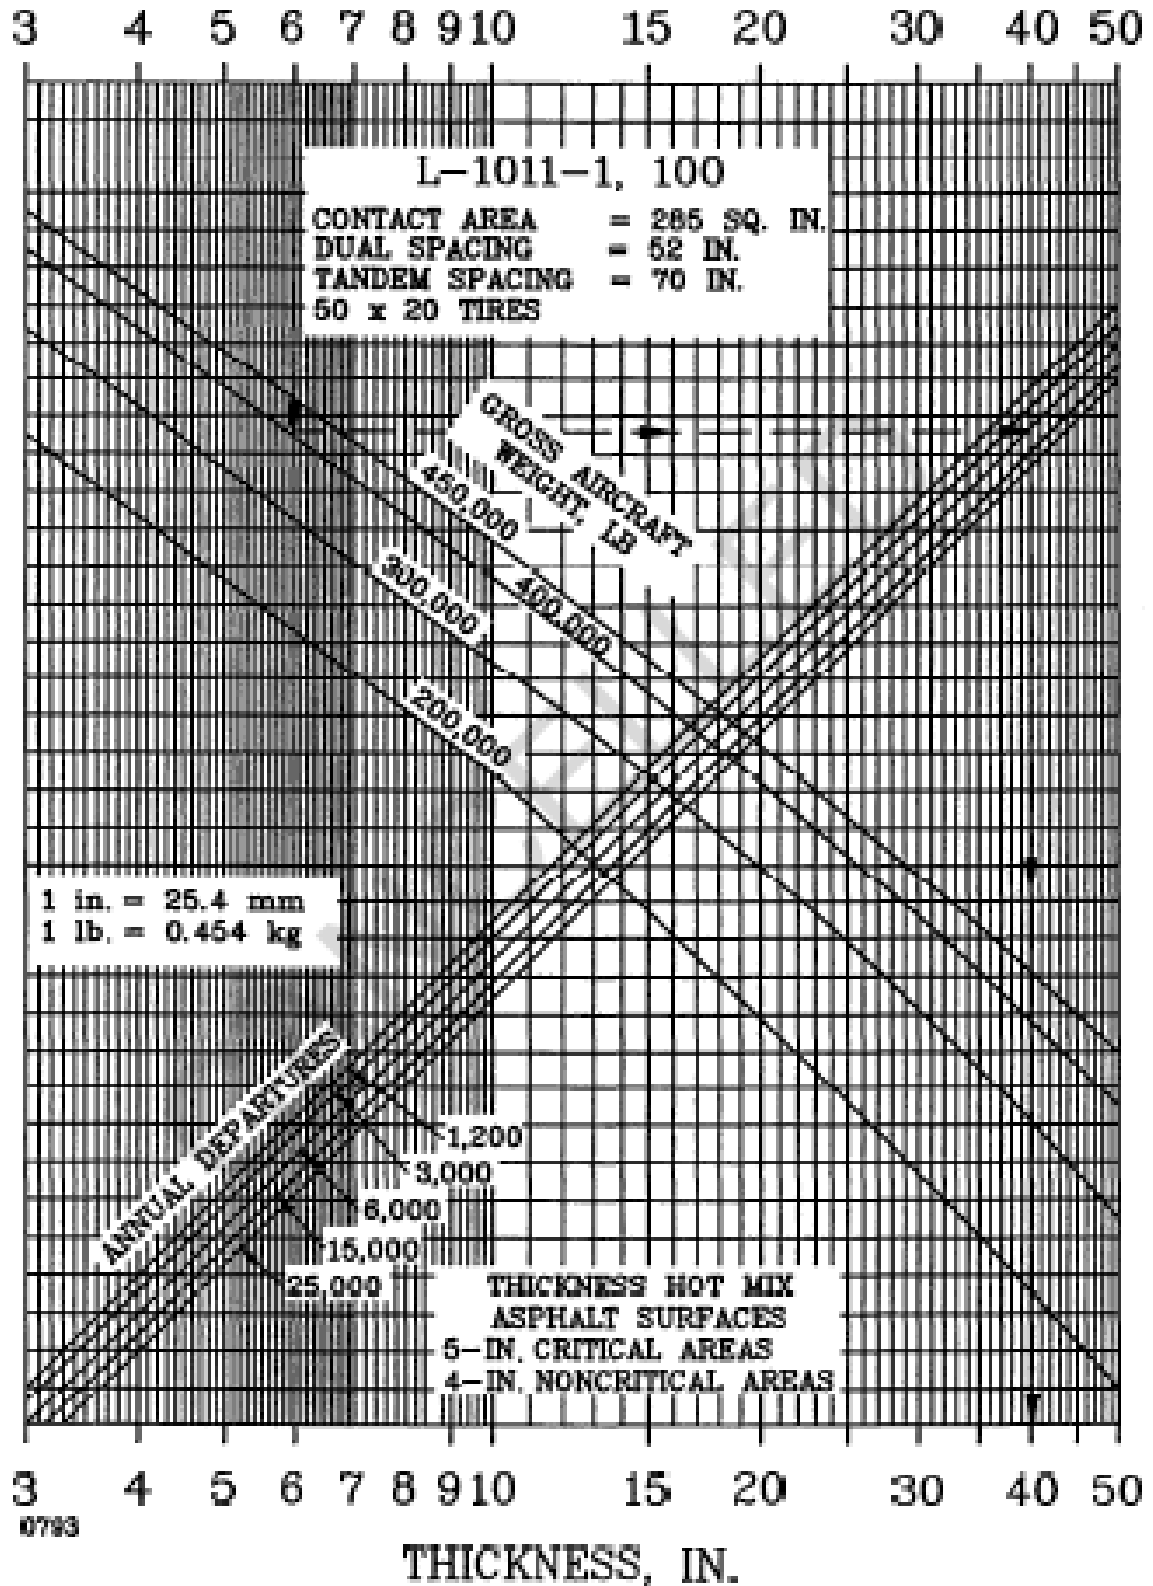 3 4 5 6 7 8 9 10 15 20 30 40 50
L-1011-1, 100
CONTACT AREA = 285 SQ. IN.
DUAL SPACING = 52 IN.
TANDEM SPACING = 70 IN.
50 x 20 TIRES
GROSS AIRCRAFT
WEIGHT, LB
450,000
400,000
300,000
200,000
1 in. = 25.4 mm
1 lb. = 0.454 kg
ANNUAL DEPARTURES
1,200
3,000
6,000
15,000
25,000
THICKNESS HOT MIX
ASPHALT SURFACES
5-IN. CRITICAL AREAS
4-IN. NONCRITICAL AREAS
3 4 5 6 7 8 9 10 15 20 30 40 50
0793
THICKNESS, IN.